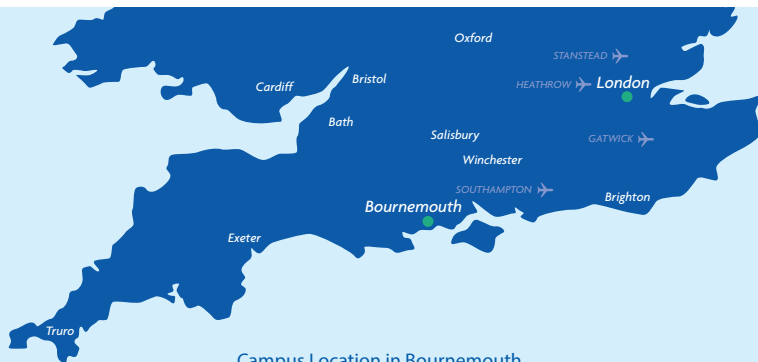 Oxford
STANSTEAD
HEATHROW
London
Cardiff
Bristol
Bath
Salisbury
GATWICK
Winchester
SOUTHAMPTON
Brighton
Bournemouth
Exeter
Truro
Campus Location in Bournemouth